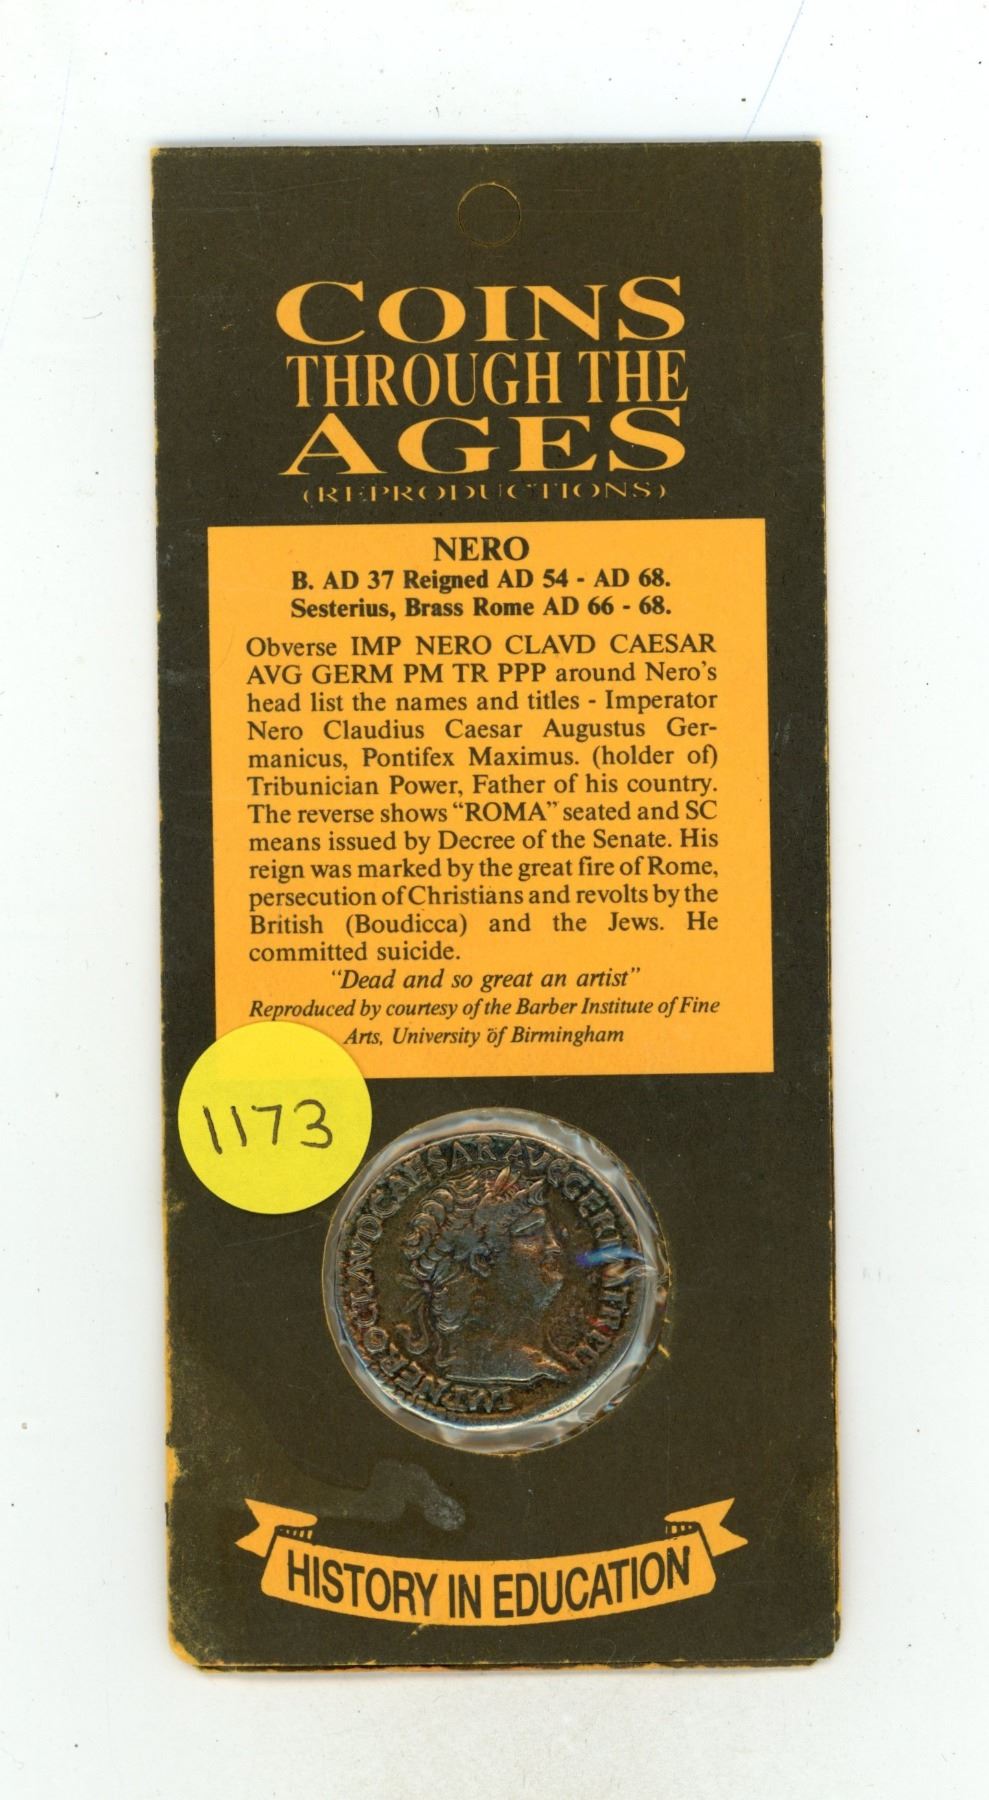 COINS
THROUGH THE
AGES
(REPRODUCTIONS)
NERO
B. AD 37 Reigned AD 54 - AD 68.
Sesterius, Brass Rome AD 66 - 68.
Obverse IMP NERO CLAVD CAESAR
AVG GERM PM TR PPP around Nero's
head list the names and titles - Imperator
Nero Claudius Caesar Augustus Ger-
manicus, Pontifex Maximus. (holder of)
Tribunician Power, Father of his country.
The reverse shows “ROMA” seated and SC
means issued by Decree of the Senate. His
reign was marked by the great fire of Rome,
persecution of Christians and revolts by the
British (Boudicca) and the Jews. He
committed suicide.
“Dead and so great an artist”
Reproduced by courtesy of the Barber Institute of Fine
Arts, University of Birmingham
1173
IMP NERO CLAVD CAESAR AVG GER
HISTORY IN EDUCATION